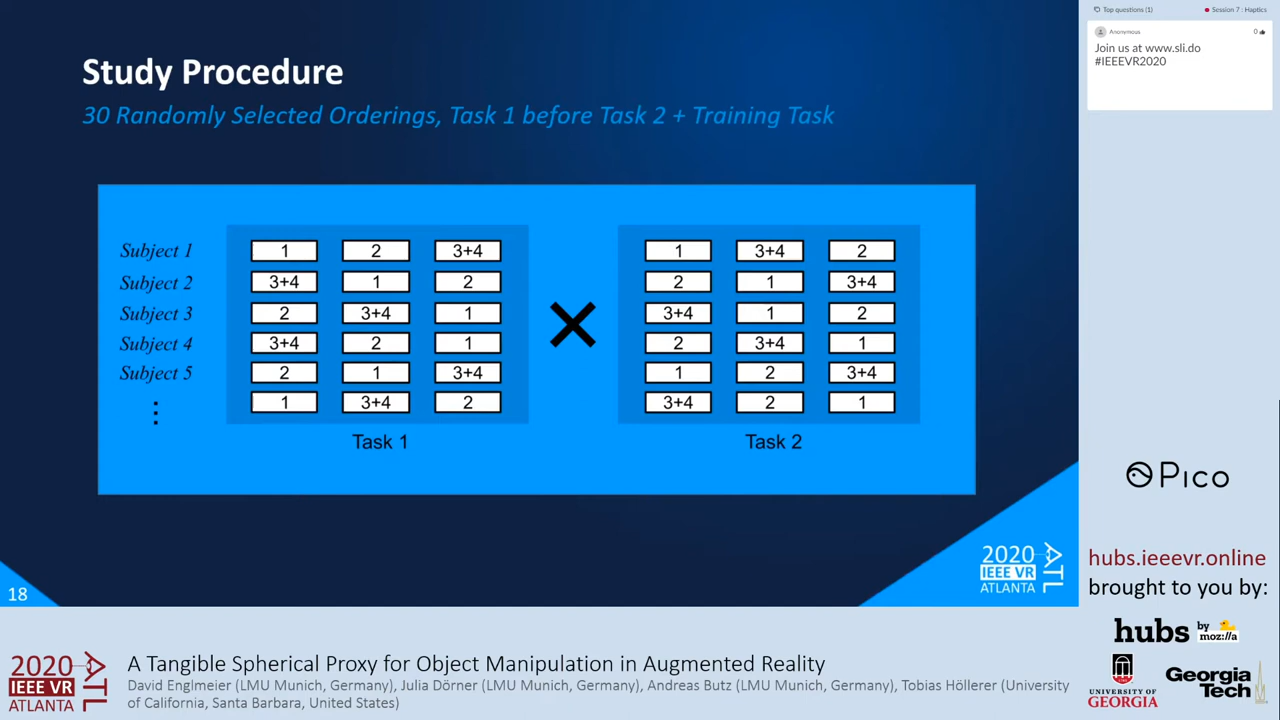 Study Procedure
30 Randomly Selected Orderings, Task 1 before Task 2 + Training Task
Subject 1 1 2 3+4 1 3+4 2
Subject 2 3+4 1 2 2 1 3+4
Subject 3 2 3+4 1 3+4 1 2
Subject 4 3+4 2 1 2 3+4 1
Subject 5 2 1 3+4 1 2 3+4
⋮ 1 3+4 2 3+4 2 1
×
Task 1 Task 2
18
2020
IEEE VR
ATLANTA
ATL
Top questions (1) Session 7 : Haptics
Anonymous 0
Join us at www.sli.do
#IEEEVR2020
Pico
hubs.ieeevr.online
brought to you by:
hubs by moz://a
UNIVERSITY OF
GEORGIA
Georgia
Tech
2020
IEEE VR
ATLANTA
ATL
A Tangible Spherical Proxy for Object Manipulation in Augmented Reality
David Englmeier (LMU Munich, Germany), Julia Dörner (LMU Munich, Germany), Andreas Butz (LMU Munich, Germany), Tobias Höllerer (University
of California, Santa Barbara, United States)